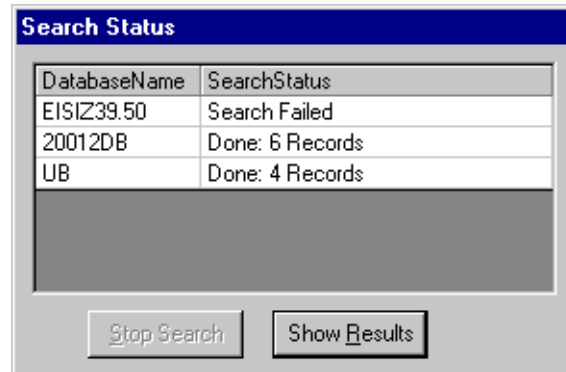 Search Status
DatabaseName SearchStatus
EISIZ39.50 Search Failed
20012DB Done: 6 Records
UB Done: 4 Records
Stop Search Show Results